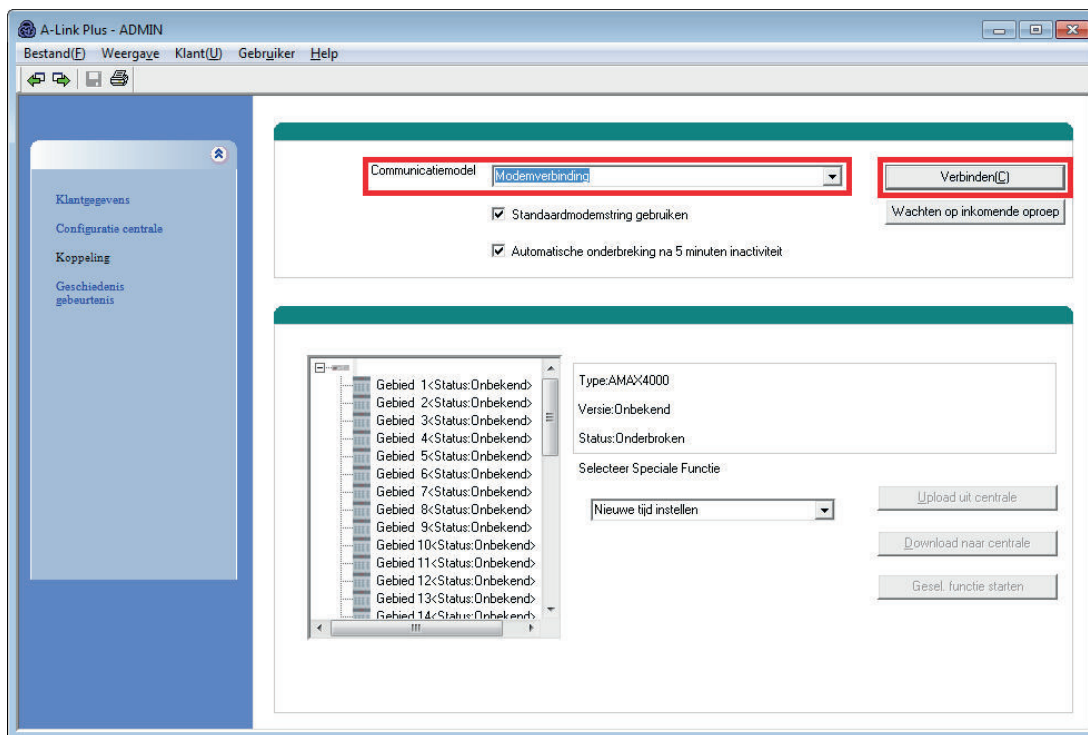 A-Link Plus - ADMIN
Bestand(F) Weergave Klant(U) Gebruiker Help
Klantgegevens
Configuratie centrale
Koppeling
Geschiedenis
gebeurtenis
Communicatiemodel
Modemverbinding
Verbinden(C)
Standaardmodemstring gebruiken
Wachten op inkomende oproep
Automatische onderbreking na 5 minuten inactiviteit
Gebied 1<Status:Onbekend>
Gebied 2<Status:Onbekend>
Gebied 3<Status:Onbekend>
Gebied 4<Status:Onbekend>
Gebied 5<Status:Onbekend>
Gebied 6<Status:Onbekend>
Gebied 7<Status:Onbekend>
Gebied 8<Status:Onbekend>
Gebied 9<Status:Onbekend>
Gebied 10<Status:Onbekend>
Gebied 11<Status:Onbekend>
Gebied 12<Status:Onbekend>
Gebied 13<Status:Onbekend>
Gebied 14<Status:Onbekend>
Type:AMAX4000
Versie:Onbekend
Status:Onderbroken
Selecteer Speciale Functie
Nieuwe tijd instellen
Upload uit centrale
Download naar centrale
Gesel. functie starten